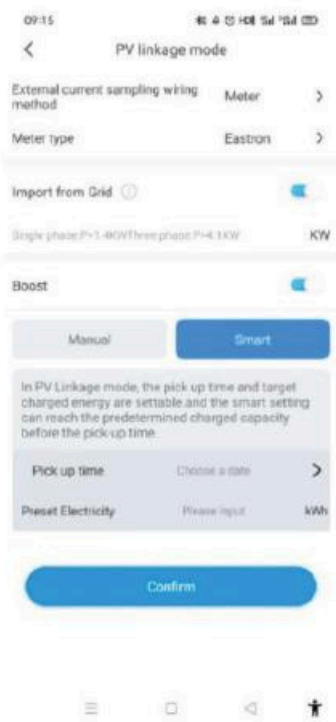 09:15
PV linkage mode
External current sampling wiring
method
Meter
Meter type
Eastron
Import from Grid
Single phase:P>1.4KW Three phase:P>4.1KW
KW
Boost
Manual
Smart
In PV Linkage mode, the pick up time and target
charged energy are settable and the smart setting
can reach the predetermined charged capacity
before the pick-up time
Pick up time
Choose a date
Preset Electricity
Please input
kWh
Confirm